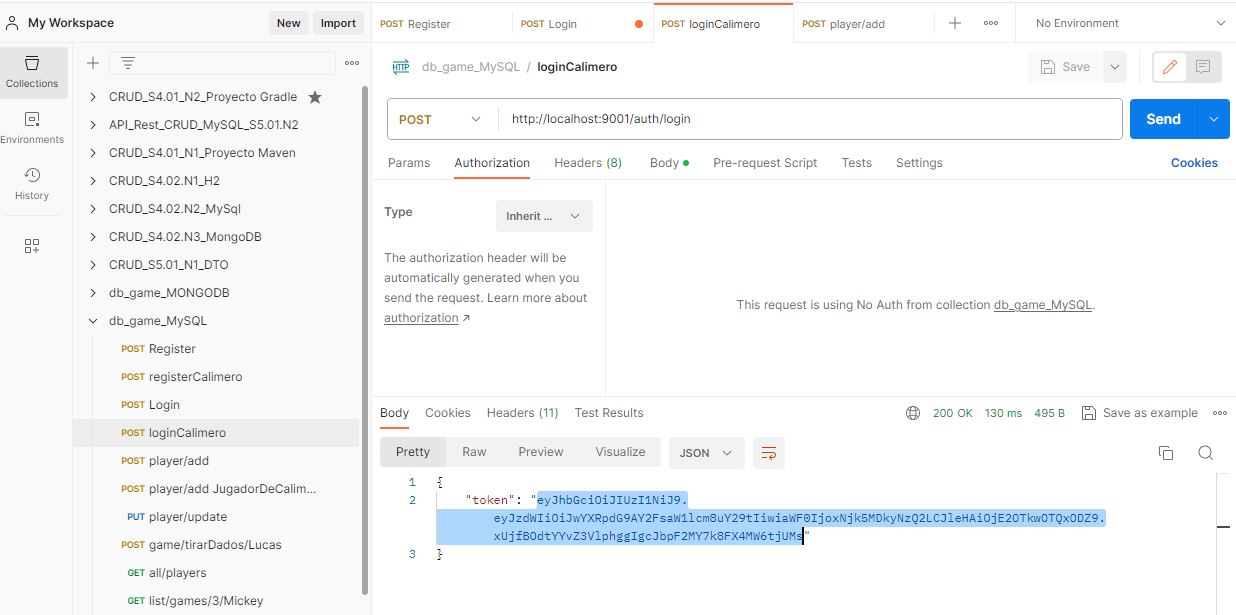 My Workspace
New
Import
POST Register
POST Login
POST loginCalimero
POST player/add
No Environment
Collections
Environments
History
CRUD_S4.01_N2_Proyecto Gradle
API_Rest_CRUD_MySQL_S5.01.N2
CRUD_S4.01_N1_Proyecto Maven
CRUD_S4.02.N1_H2
CRUD_S4.02.N2_MySql
CRUD_S4.02.N3_MongoDB
CRUD_S5.01_N1_DTO
db_game_MONGODB
db_game_MySQL
POST Register
POST registerCalimero
POST Login
POST loginCalimero
POST player/add
POST player/add JugadorDeCalim...
PUT player/update
POST game/tirarDados/Lucas
GET all/players
GET list/games/3/Mickey
HTTP db_game_MySQL / loginCalimero
Save
POST
http://localhost:9001/auth/login
Send
Params Authorization Headers (8) Body Pre-request Script Tests Settings Cookies
Type
Inherit ...
The authorization header will be
automatically generated when you
send the request. Learn more about
authorization ↗
This request is using No Auth from collection db_game_MySQL.
Body Cookies Headers (11) Test Results
200 OK 130 ms 495 B Save as example
Pretty Raw Preview Visualize JSON
1 {
2 "token": "eyJhbGciOiJIUzI1NiJ9.
eyJzdWIiOiJwYXRpdG9AY2FsaW1lcm8uY29tIiwiaWF0IjoxNjk5MDkyNzQ2LCJleHAiOjE2OTkwOTQxODZ9.
xUjfBOdtYYvZ3VlphggIgcJbpF2MY7k8FX4MW6tjUMs"
3 }